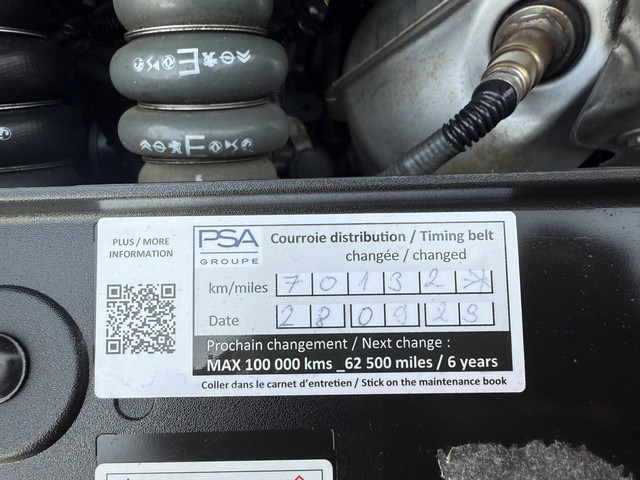 PLUS / MORE
INFORMATION
PSA
GROUPE
Courroie distribution / Timing belt
changée / changed
km/miles 7 0 1 3 2 *
Date 2 8 0 9 2 3
Prochain changement / Next change :
MAX 100 000 kms _62 500 miles / 6 years
Coller dans le carnet d'entretien / Stick on the maintenance book